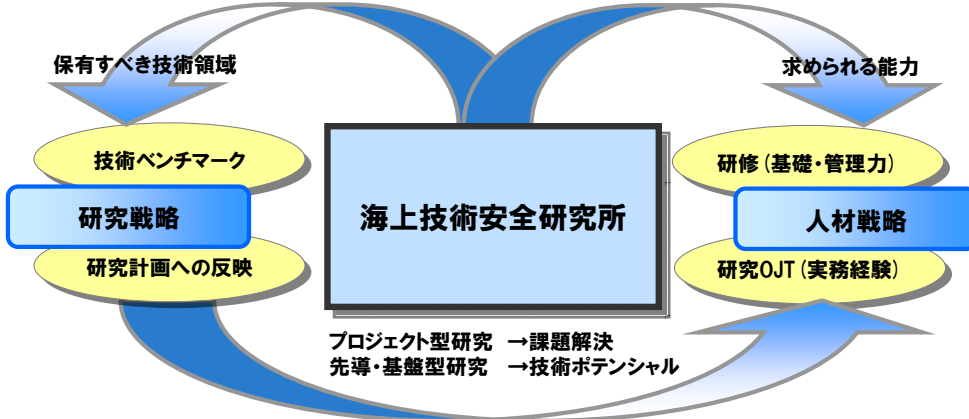 保有すべき技術領域
求められる能力
技術ベンチマーク
研究戦略
研究計画への反映
海上技術安全研究所
研修(基礎・管理力)
人材戦略
研究OJT(実務経験)
プロジェクト型研究 →課題解決
先導・基盤型研究 →技術ポテンシャル